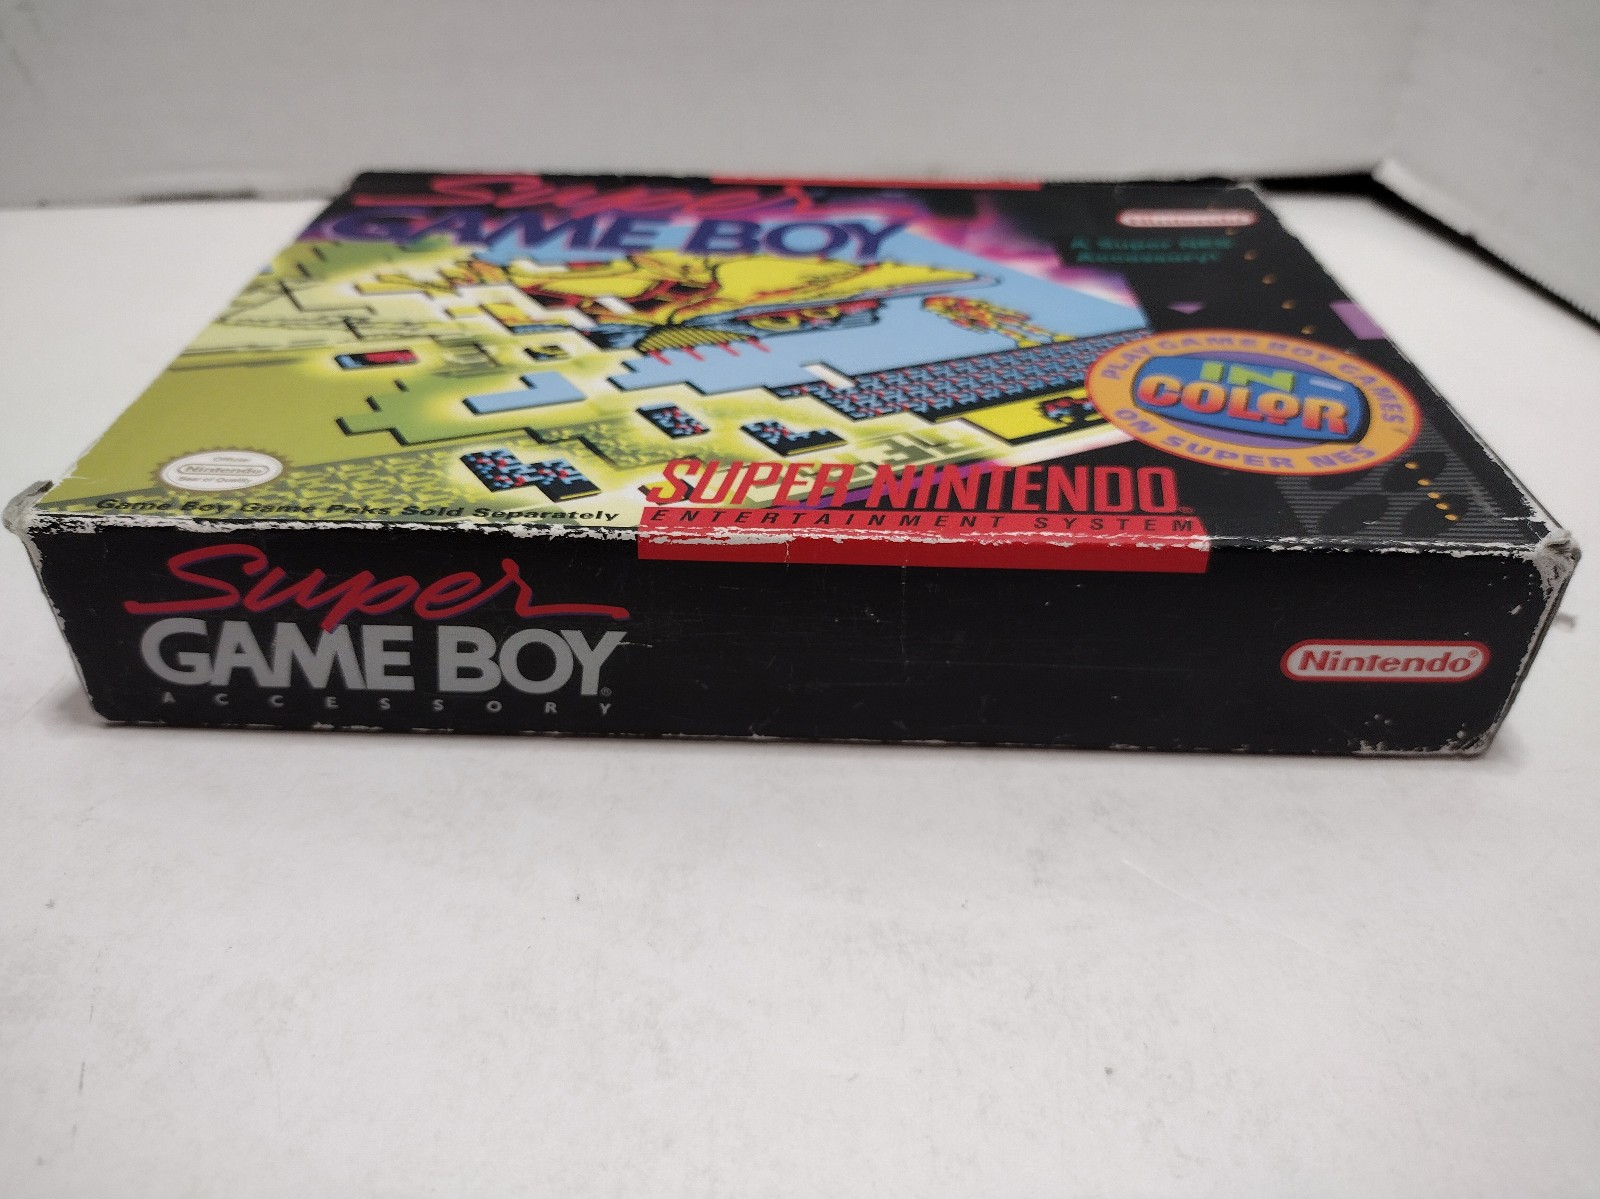 Super
GAME BOY
Nintendo
A Super NES
Accessory!
PLAY GAME BOY GAMES
IN
COLOR
ON SUPER NES
Official
Nintendo
Seal of Quality
Game Boy Game Paks Sold Separately
SUPER NINTENDO
ENTERTAINMENT SYSTEM
Super
GAME BOY®
ACCESSORY
Nintendo®